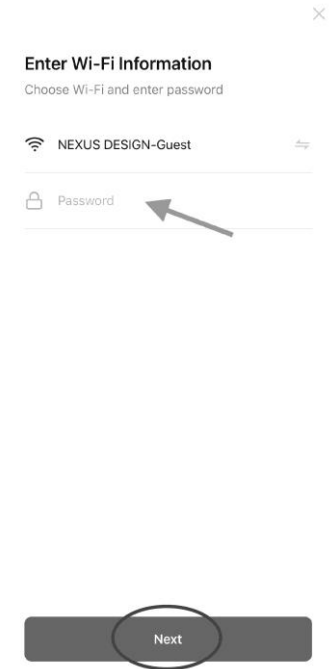 Enter Wi-Fi Information
Choose Wi-Fi and enter password
NEXUS DESIGN-Guest
Password
Next